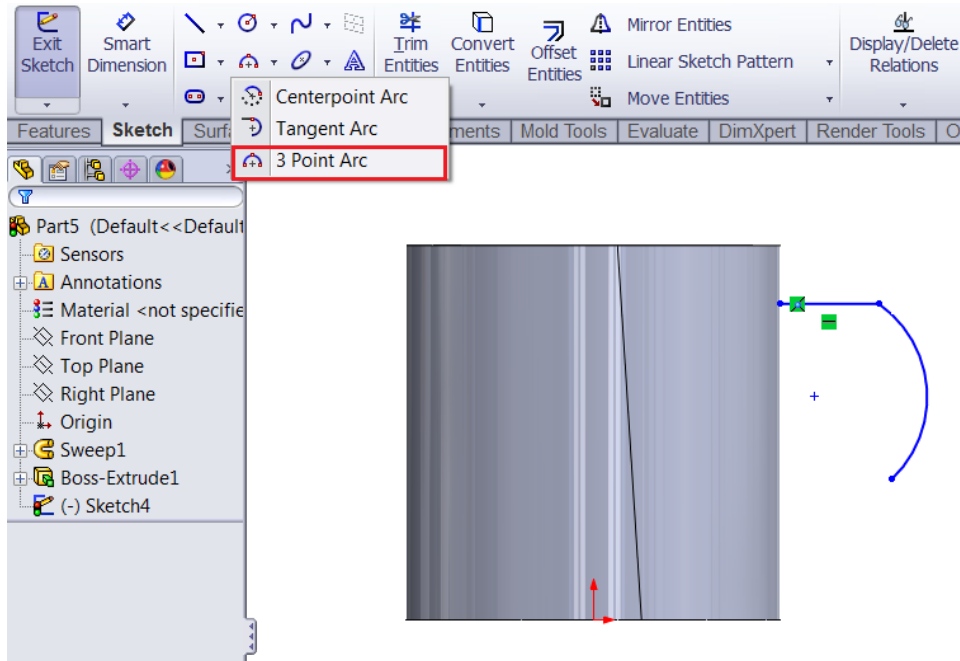 Exit Sketch
Smart Dimension
Trim Entities
Convert Entities
Offset Entities
Mirror Entities
Linear Sketch Pattern
Move Entities
Display/Delete Relations
Centerpoint Arc
Tangent Arc
3 Point Arc
Features Sketch Surfa ments Mold Tools Evaluate DimXpert Render Tools O
Part5 (Default<<Default
Sensors
Annotations
Material <not specifie
Front Plane
Top Plane
Right Plane
Origin
Sweep1
Boss-Extrude1
(-) Sketch4